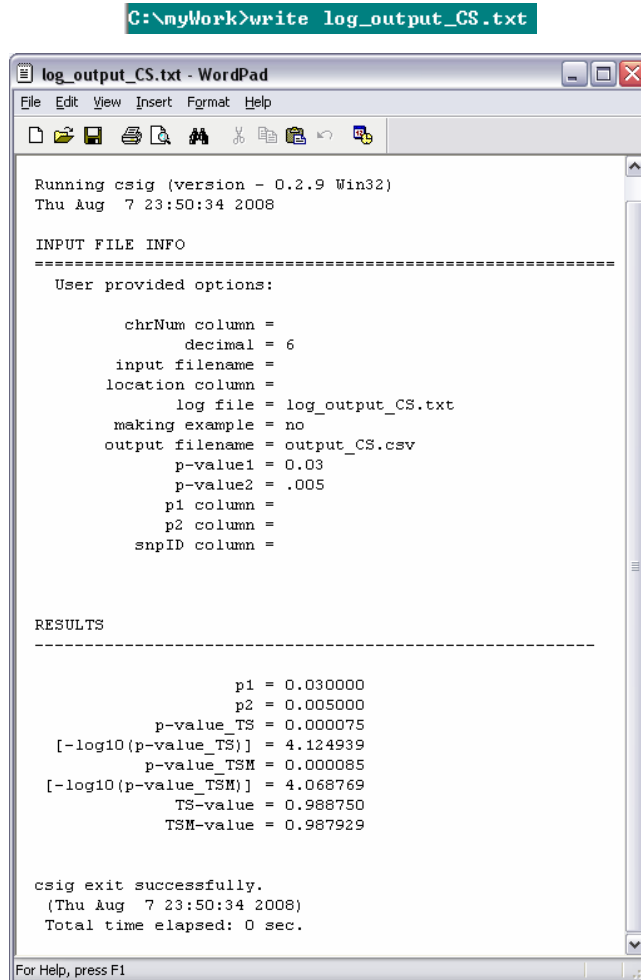 C:\myWork>write log_output_CS.txt
log_output_CS.txt - WordPad
File Edit View Insert Format Help
Running csig (version - 0.2.9 Win32)
Thu Aug  7 23:50:34 2008
INPUT FILE INFO
==========================================================
User provided options:
chrNum column =
decimal = 6
input filename =
location column =
log file = log_output_CS.txt
making example = no
output filename = output_CS.csv
p-value1 = 0.03
p-value2 = .005
p1 column =
p2 column =
snpID column =
RESULTS
--------------------------------------------------------
p1 = 0.030000
p2 = 0.005000
p-value_TS = 0.000075
[-log10(p-value_TS)] = 4.124939
p-value_TSM = 0.000085
[-log10(p-value_TSM)] = 4.068769
TS-value = 0.988750
TSM-value = 0.987929
csig exit successfully.
(Thu Aug  7 23:50:34 2008)
Total time elapsed: 0 sec.
For Help, press F1